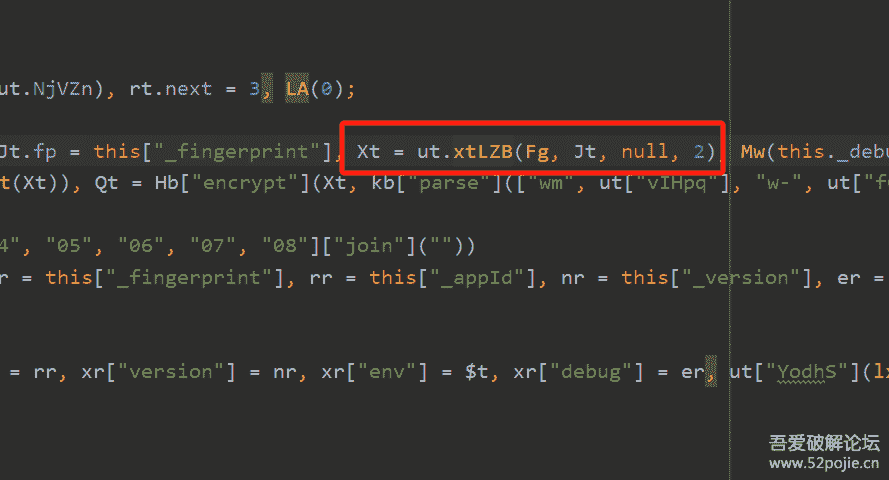 ut.NjVZn), rt.next = 3, LA(0);
Jt.fp = this["_fingerprint"], Xt = ut.xtLZB(Fg, Jt, null, 2), Mw(this._debu
t(Xt)), Qt = Hb["encrypt"](Xt, kb["parse"](["wm", ut["vIHpq"], "w-", ut["f
4", "05", "06", "07", "08"]["join"](""))
r = this["_fingerprint"], rr = this["_appId"], nr = this["_version"], er =
= rr, xr["version"] = nr, xr["env"] = $t, xr["debug"] = er, ut["YodhS"](lx
吾爱破解论坛
www.52pojie.cn